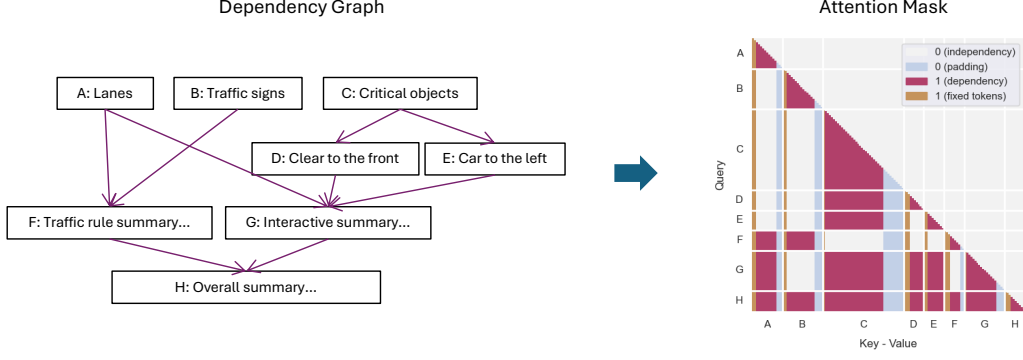 Dependency Graph
Attention Mask
A: Lanes
B: Traffic signs
C: Critical objects
D: Clear to the front
E: Car to the left
F: Traffic rule summary...
G: Interactive summary...
H: Overall summary...
0 (independency)
0 (padding)
1 (dependency)
1 (fixed tokens)
Query
A
B
C
D
E
F
G
H
A B C D E F G H
Key - Value